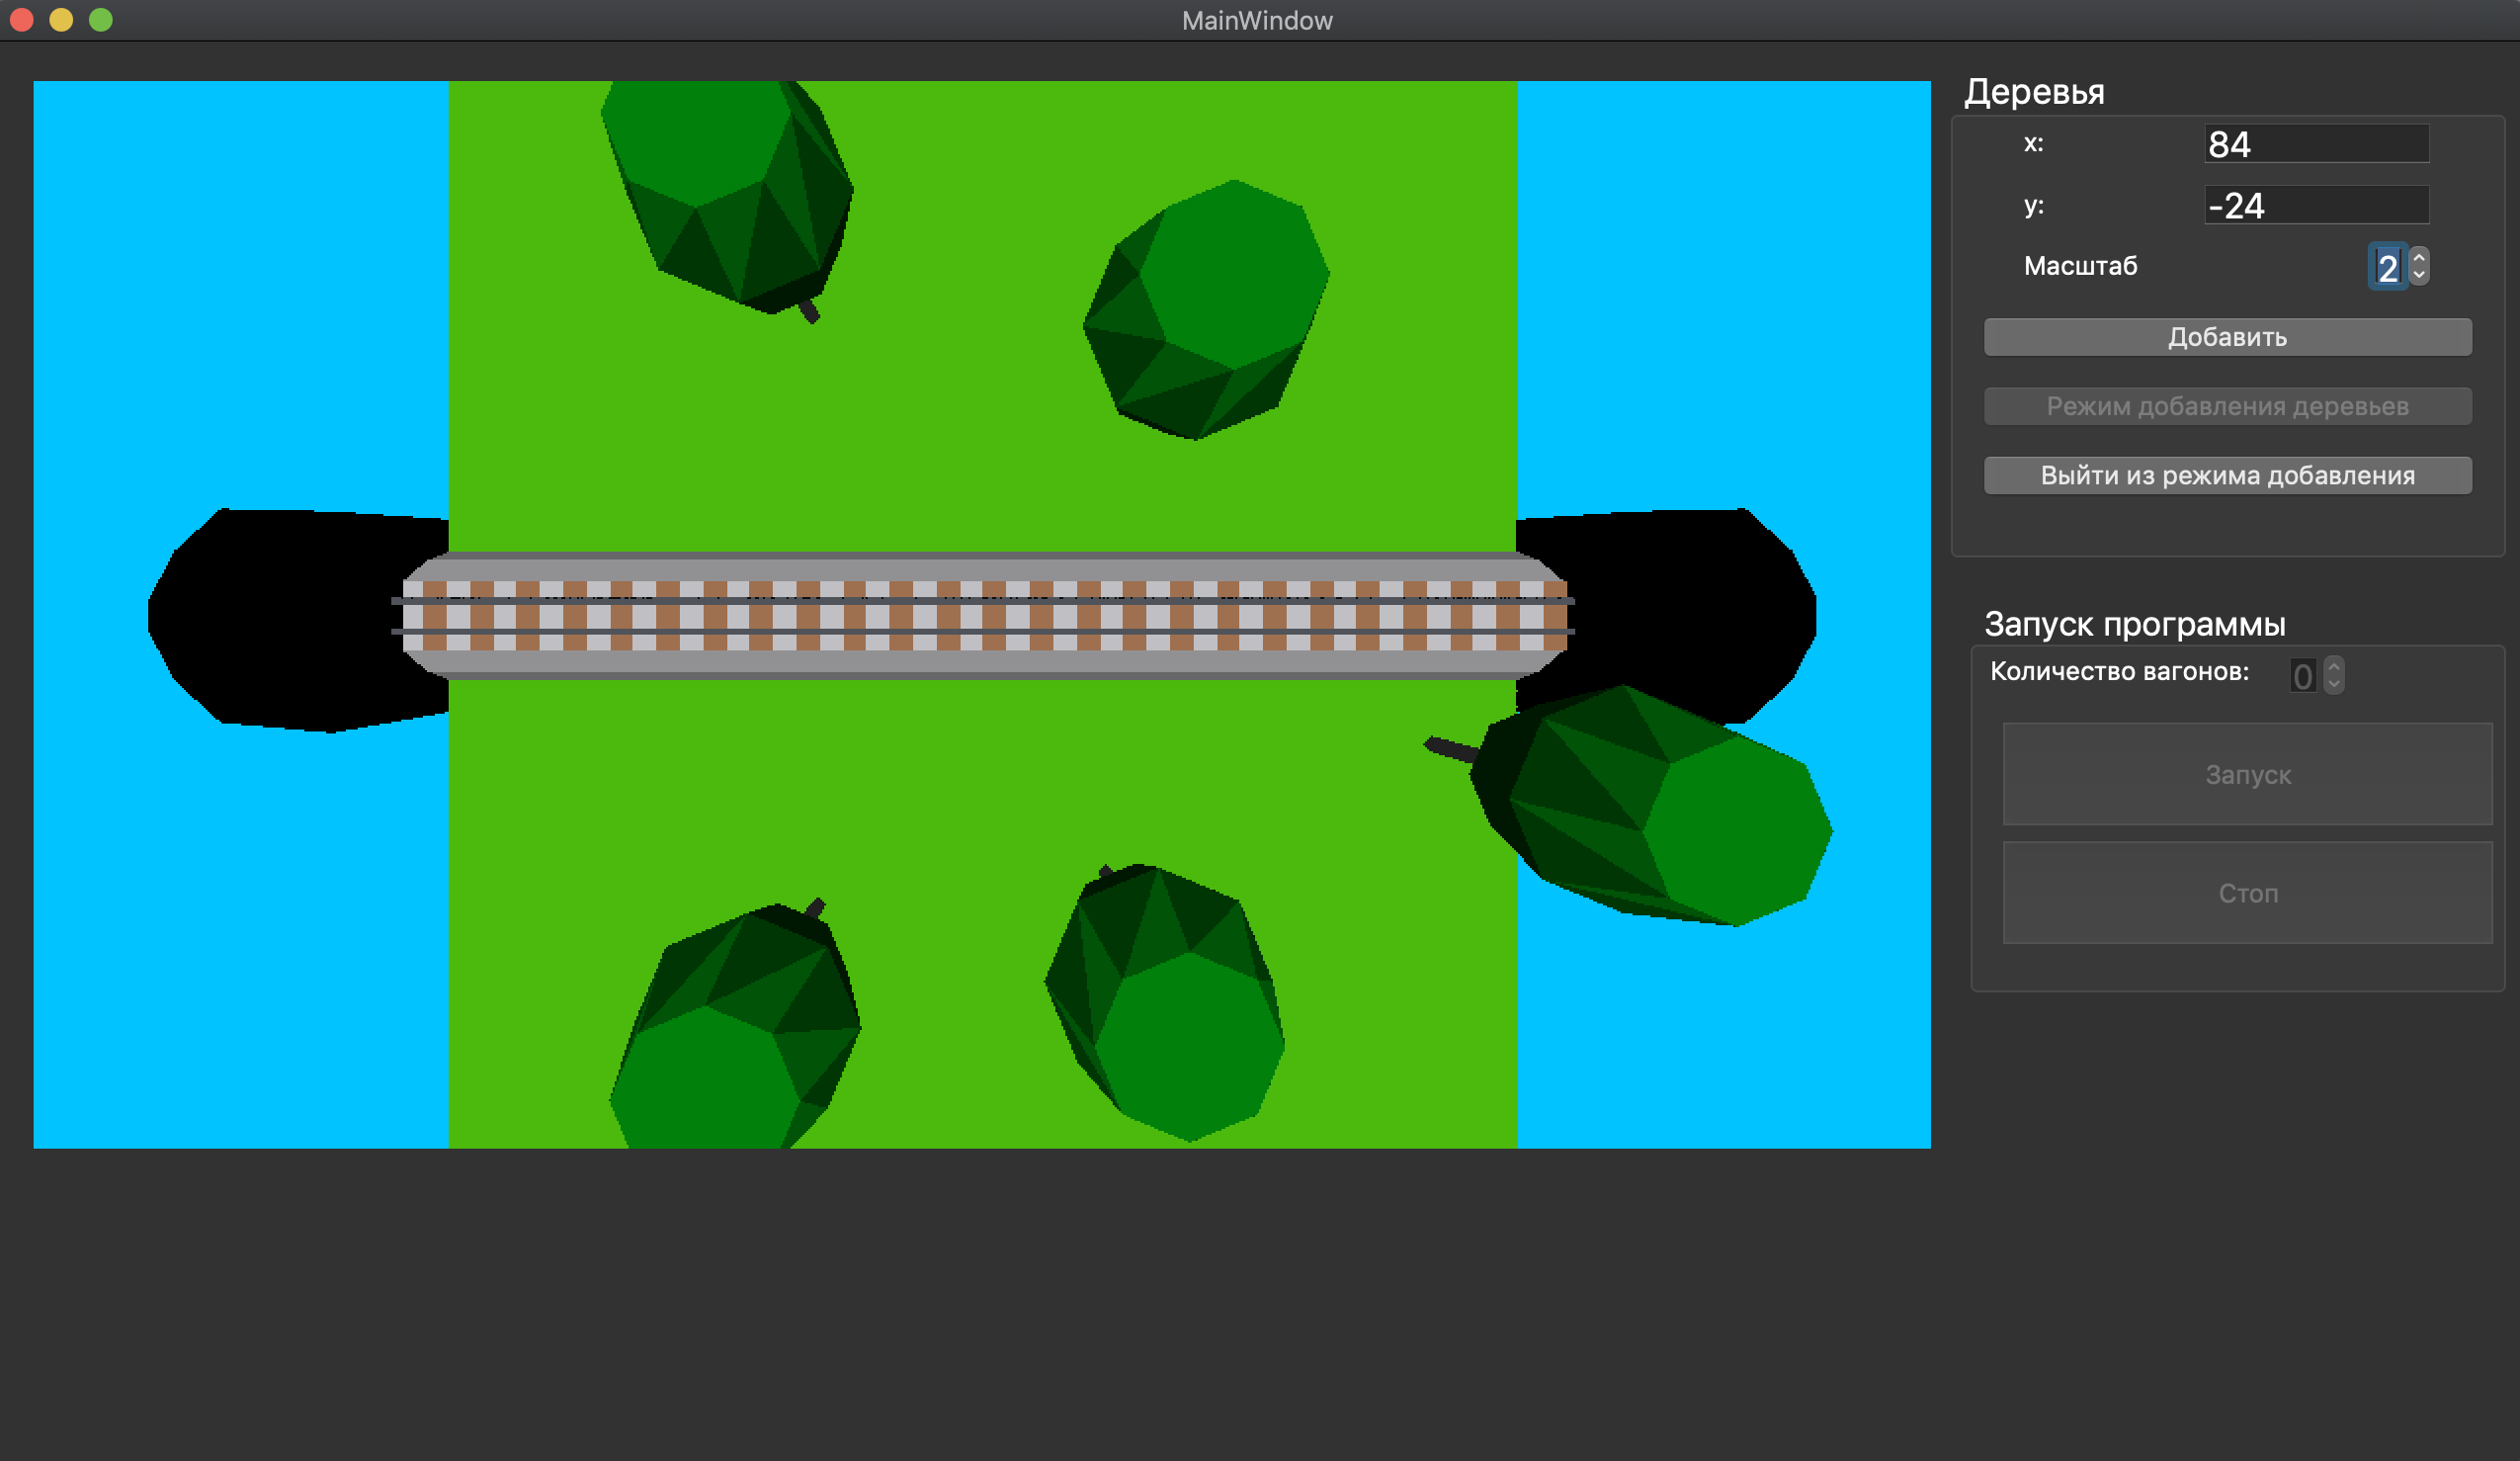 MainWindow
Деревья
x:
84
y:
-24
Масштаб
2
Добавить
Режим добавления деревьев
Выйти из режима добавления
Запуск программы
Количество вагонов:
0
Запуск
Стоп